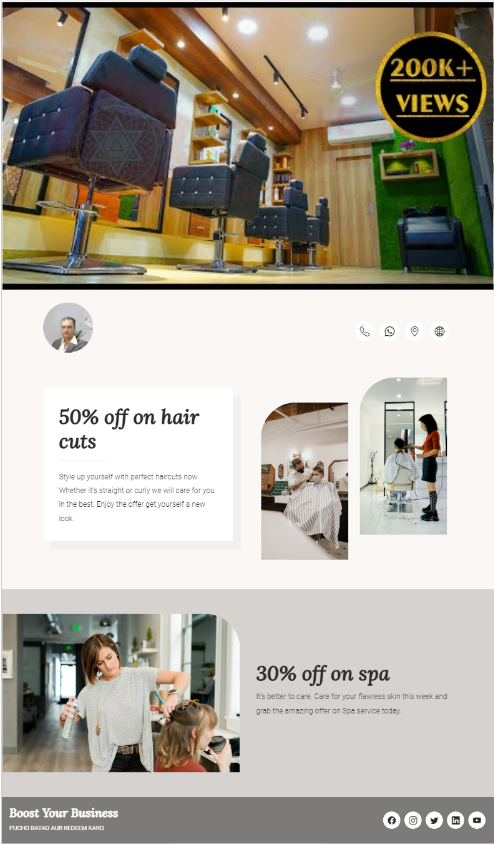 200K+
VIEWS
50% off on hair
cuts
Style up yourself with perfect haircuts now.
Whether it's straight or curly we will care for you
in the best. Enjoy the offer get yourself a new
look.
30% off on spa
It's better to care. Care for your flawless skin this week and
grab the amazing offer on Spa service today.
Boost Your Business
PUCHO BATAO AUR REDEEM KARO